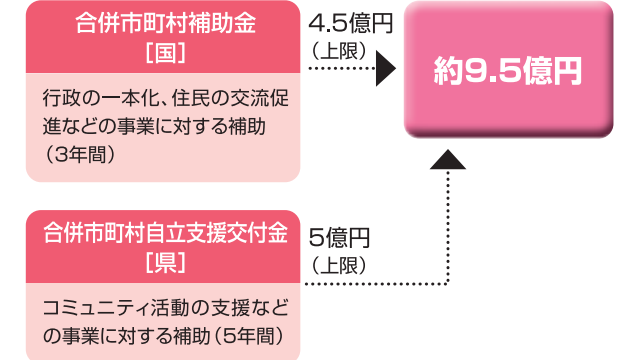 合併市町村補助金
［国］
行政の一本化、住民の交流促
進などの事業に対する補助
（3年間）
4.5億円
（上限）
約9.5億円
合併市町村自立支援交付金
［県］
コミュニティ活動の支援など
の事業に対する補助（5年間）
5億円
（上限）